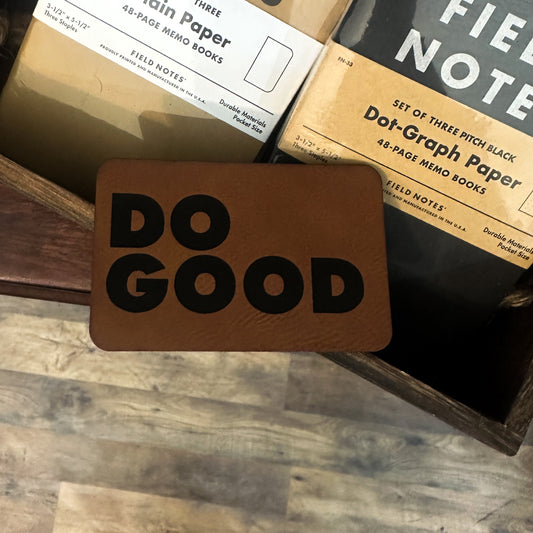 THREE
ain Paper
48-PAGE MEMO BOOKS
3-1/2" × 5-1/2"
Three Staples
FIELD NOTES
PROUDLY PRINTED AND MANUFACTURED IN THE U.S.A.
Durable Materials
Pocket Size
FIELD
NOTE
FN-33
SET OF THREE PITCH BLACK
Dot-Graph Paper
48-PAGE MEMO BOOKS
3-1/2" × 5-1/2"
Three Staples
FIELD NOTES
AND MANUFACTURED IN THE U.S.A.
Durable Materials
Pocket Size
DO
GOOD